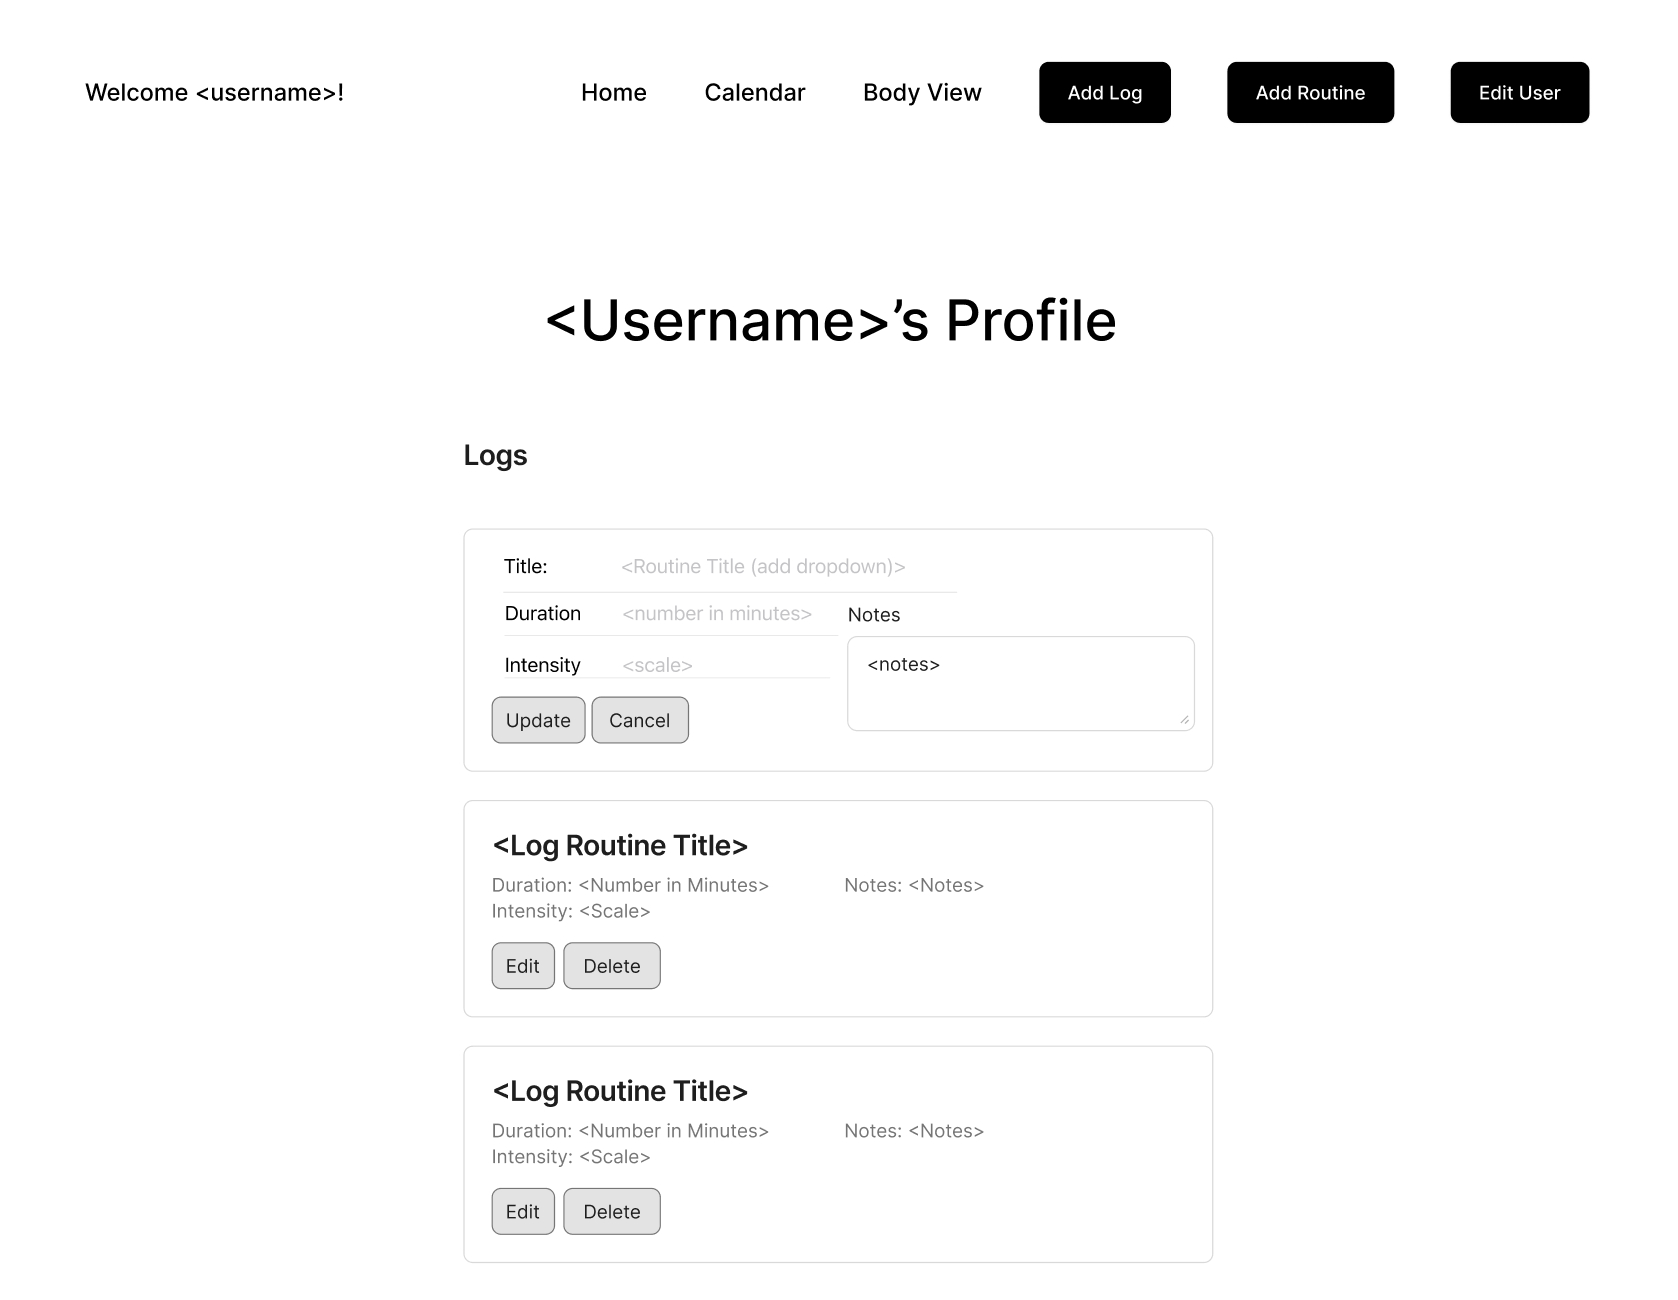 Welcome <username>!
Home
Calendar
Body View
Add Log
Add Routine
Edit User
<Username>’s Profile
Logs
Title: <Routine Title (add dropdown)>
Duration <number in minutes>
Notes
Intensity <scale>
<notes>
Update
Cancel
<Log Routine Title>
Duration: <Number in Minutes>
Notes: <Notes>
Intensity: <Scale>
Edit
Delete
<Log Routine Title>
Duration: <Number in Minutes>
Notes: <Notes>
Intensity: <Scale>
Edit
Delete